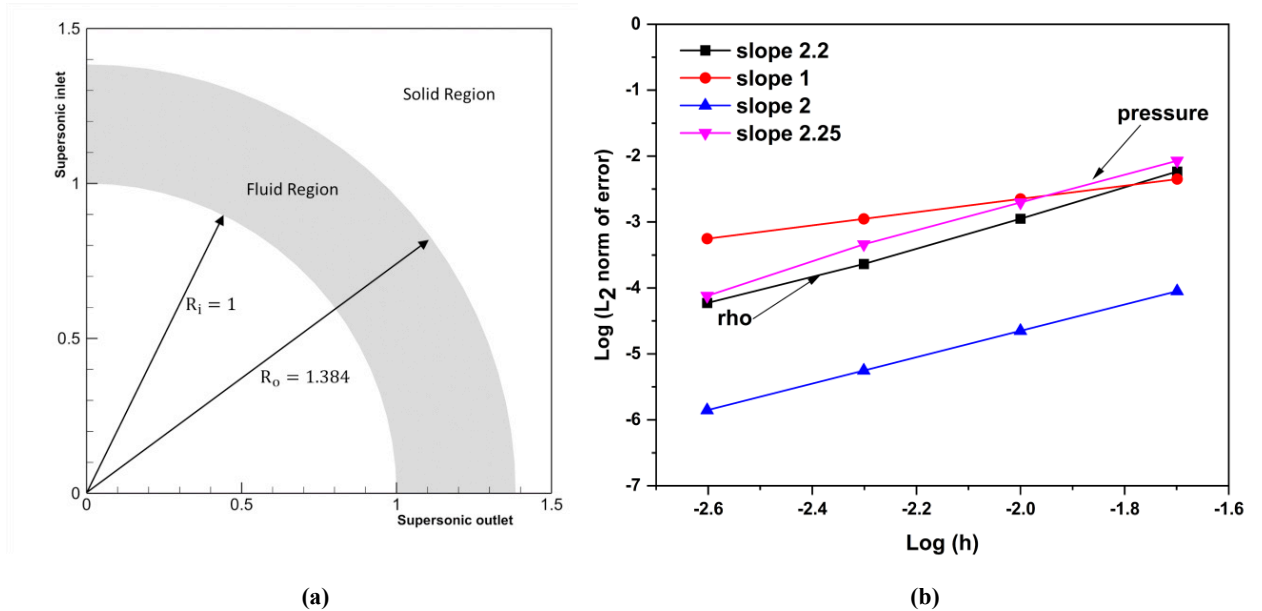 1.5
Supersonic inlet
Solid Region
1
Fluid Region
0.5
R_i = 1
R_o = 1.384
0
0
0.5
1
1.5
Supersonic outlet
(a)
slope 2.2
slope 1
slope 2
slope 2.25
pressure
rho
Log (L_2 norm of error)
0
-1
-2
-3
-4
-5
-6
-7
-2.6
-2.4
-2.2
-2.0
-1.8
-1.6
Log (h)
(b)